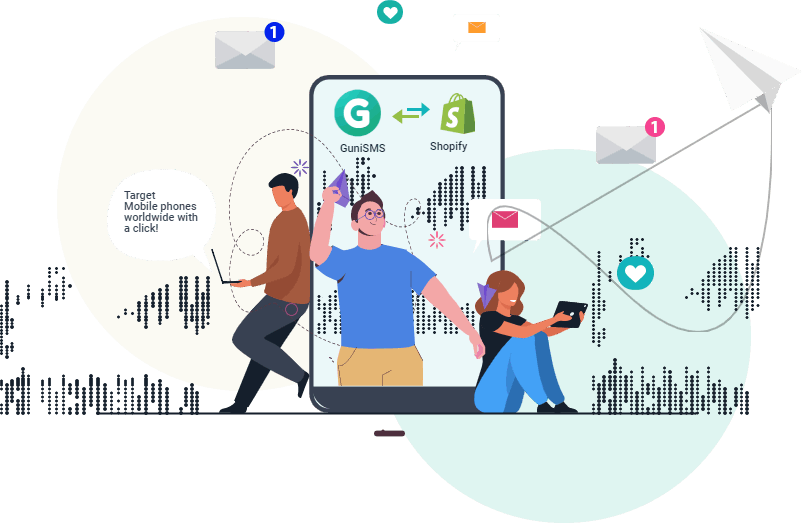 1
G
S
GuniSMS
Shopify
1
Target
Mobile phones
worldwide with
a click!